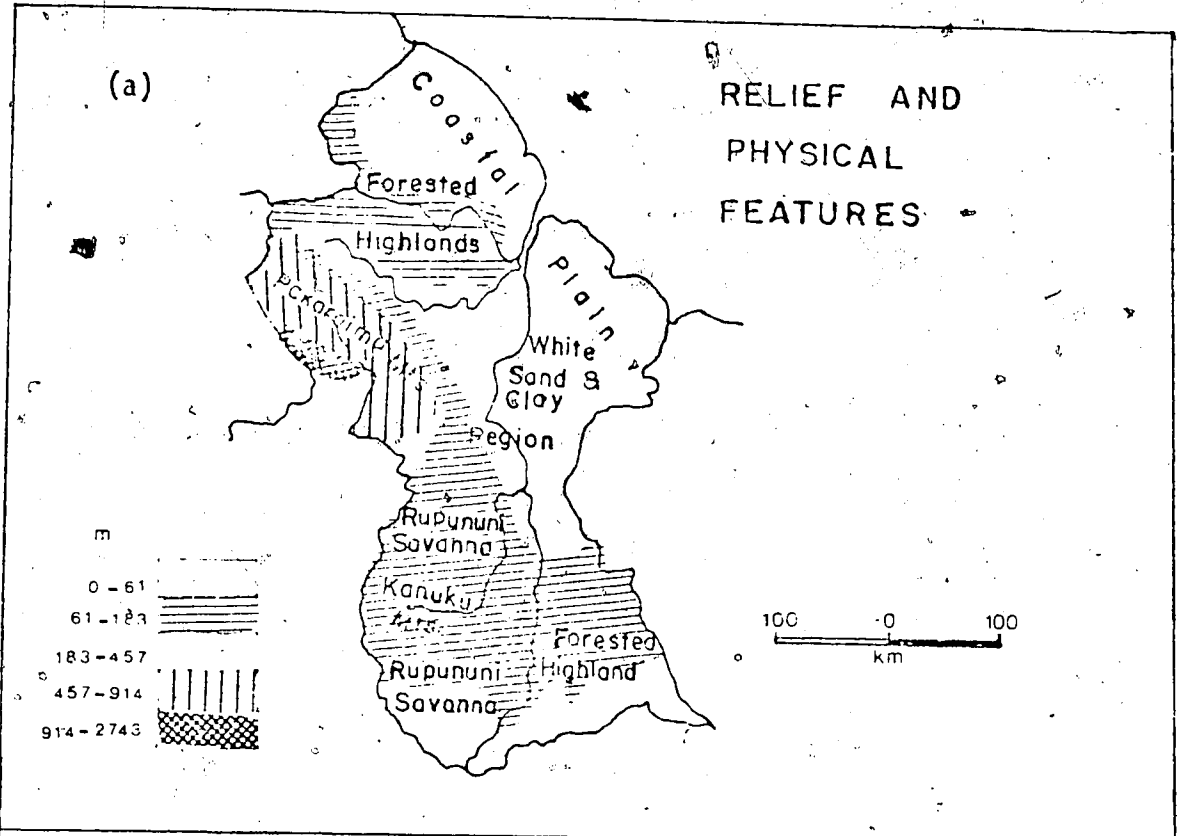 (a)
RELIEF AND
PHYSICAL
FEATURES
Coastal
Plain
Forested
Highlands
White
Sand &
Clay
Region
Rupununi
Savanna
Kanuku
Mts.
Rupununi
Savanna
Forested
Highland
m
0-61
61-183
183-457
457-914
914-2743
100 0 100
km